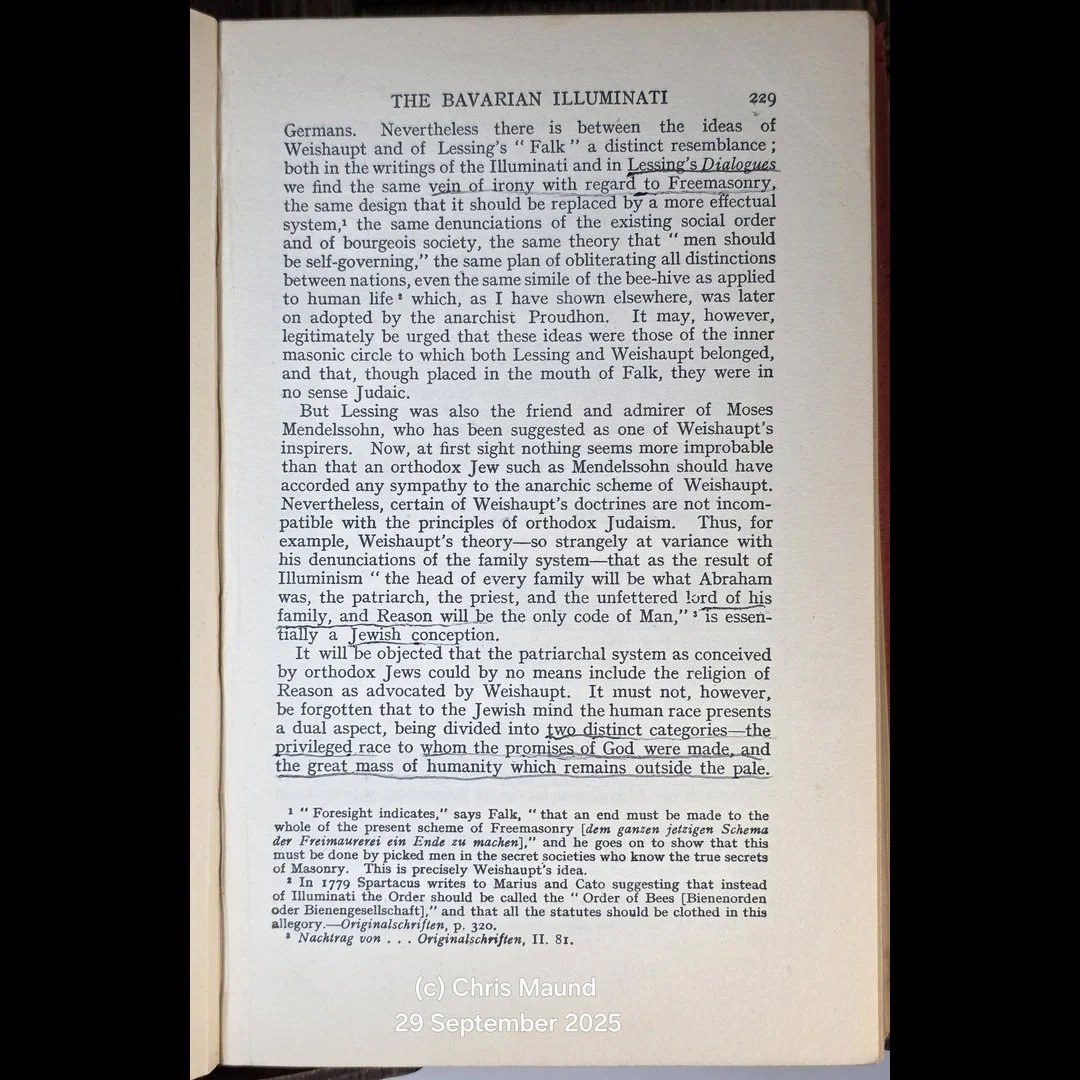 THE BAVARIAN ILLUMINATI 229
Germans. Nevertheless there is between the ideas of
Weishaupt and of Lessing's “ Falk ” a distinct resemblance ;
both in the writings of the Illuminati and in Lessing's Dialogues
we find the same vein of irony with regard to Freemasonry,
the same design that it should be replaced by a more effectual
system,¹ the same denunciations of the existing social order
and of bourgeois society, the same theory that “ men should
be self-governing,” the same plan of obliterating all distinctions
between nations, even the same simile of the bee-hive as applied
to human life ² which, as I have shown elsewhere, was later
on adopted by the anarchist Proudhon. It may, however,
legitimately be urged that these ideas were those of the inner
masonic circle to which both Lessing and Weishaupt belonged,
and that, though placed in the mouth of Falk, they were in
no sense Judaic.
But Lessing was also the friend and admirer of Moses
Mendelssohn, who has been suggested as one of Weishaupt's
inspirers. Now, at first sight nothing seems more improbable
than that an orthodox Jew such as Mendelssohn should have
accorded any sympathy to the anarchic scheme of Weishaupt.
Nevertheless, certain of Weishaupt's doctrines are not incom-
patible with the principles of orthodox Judaism. Thus, for
example, Weishaupt's theory—so strangely at variance with
his denunciations of the family system—that as the result of
Illuminism “ the head of every family will be what Abraham
was, the patriarch, the priest, and the unfettered lord of his
family, and Reason will be the only code of Man,” ³ is essen-
tially a Jewish conception.
It will be objected that the patriarchal system as conceived
by orthodox Jews could by no means include the religion of
Reason as advocated by Weishaupt. It must not, however,
be forgotten that to the Jewish mind the human race presents
a dual aspect, being divided into two distinct categories—the
privileged race to whom the promises of God were made, and
the great mass of humanity which remains outside the pale.
¹ “ Foresight indicates,” says Falk, “ that an end must be made to the
whole of the present scheme of Freemasonry [dem ganzen jetzigen Schema
der Freimaurerei ein Ende zu machen],” and he goes on to show that this
must be done by picked men in the secret societies who know the true secrets
of Masonry. This is precisely Weishaupt's idea.
² In 1779 Spartacus writes to Marius and Cato suggesting that instead
of Illuminati the Order should be called the “ Order of Bees [Bienenorden
oder Bienengesellschaft],” and that all the statutes should be clothed in this
allegory.—Originalschriften, p. 320.
³ Nachtrag von . . . Originalschriften, II. 81.
(c) Chris Maund
29 September 2025